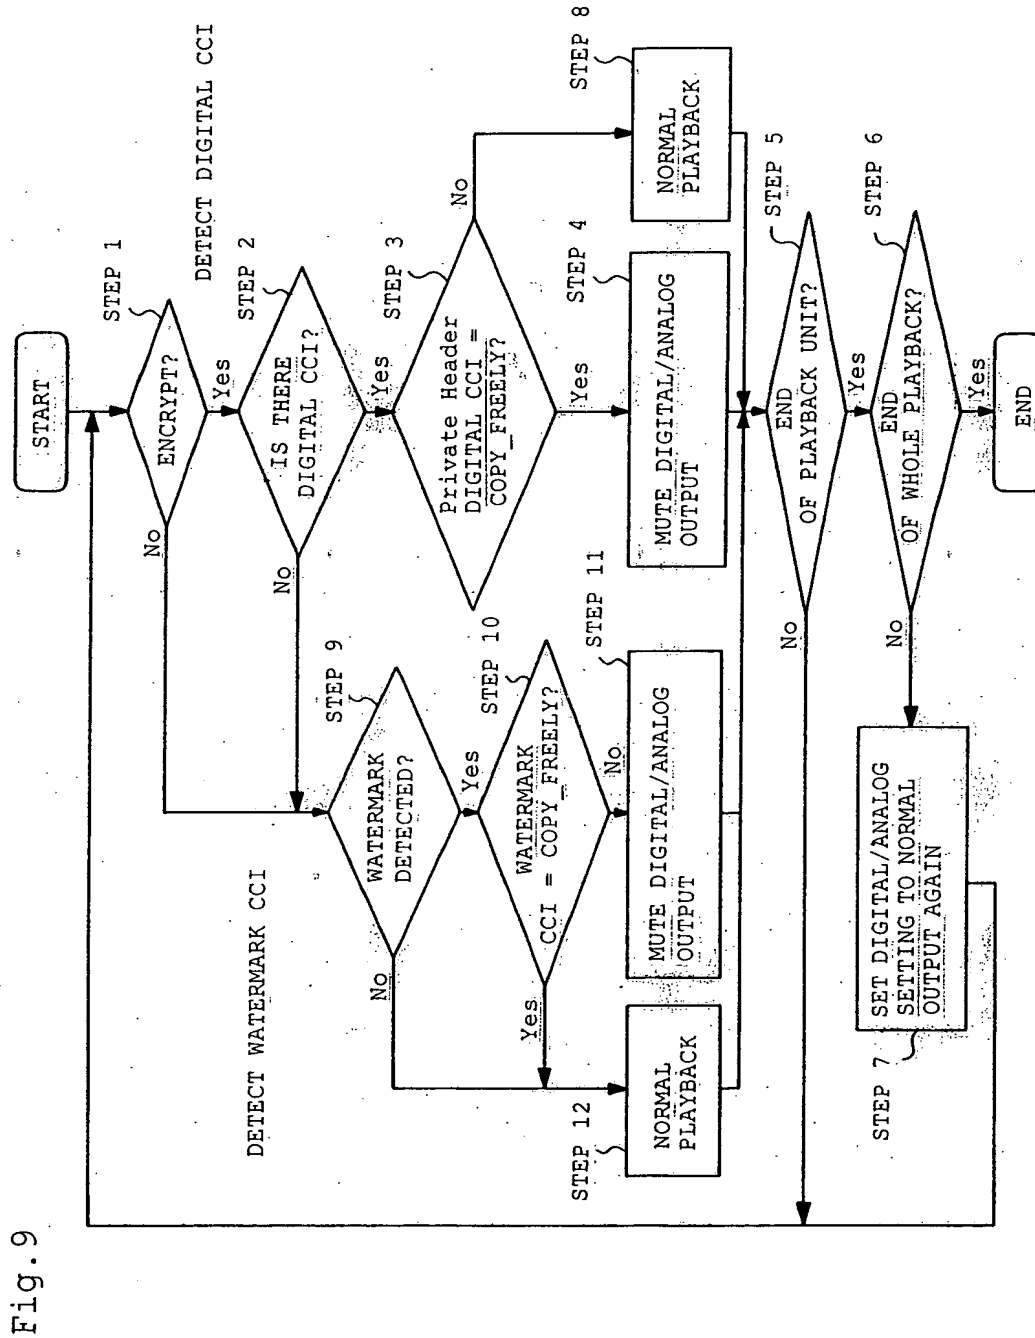 Fig.9
START
DETECT DIGITAL CCI
STEP 1
ENCRYPT?
No
Yes
STEP 2
IS THERE
DIGITAL CCI?
No
Yes
STEP 3
Private Header
DIGITAL CCI =
COPY_FREELY?
No
Yes
STEP 8
NORMAL
PLAYBACK
STEP 4
MUTE DIGITAL/ANALOG
OUTPUT
DETECT WATERMARK CCI
STEP 9
WATERMARK
DETECTED?
No
Yes
STEP 10
WATERMARK
CCI = COPY_FREELY?
Yes
No
STEP 11
MUTE DIGITAL/ANALOG
OUTPUT
STEP 12
NORMAL
PLAYBACK
STEP 5
END
OF PLAYBACK UNIT?
No
Yes
STEP 6
END
OF WHOLE PLAYBACK?
No
Yes
STEP 7
SET DIGITAL/ANALOG
SETTING TO NORMAL
OUTPUT AGAIN
END